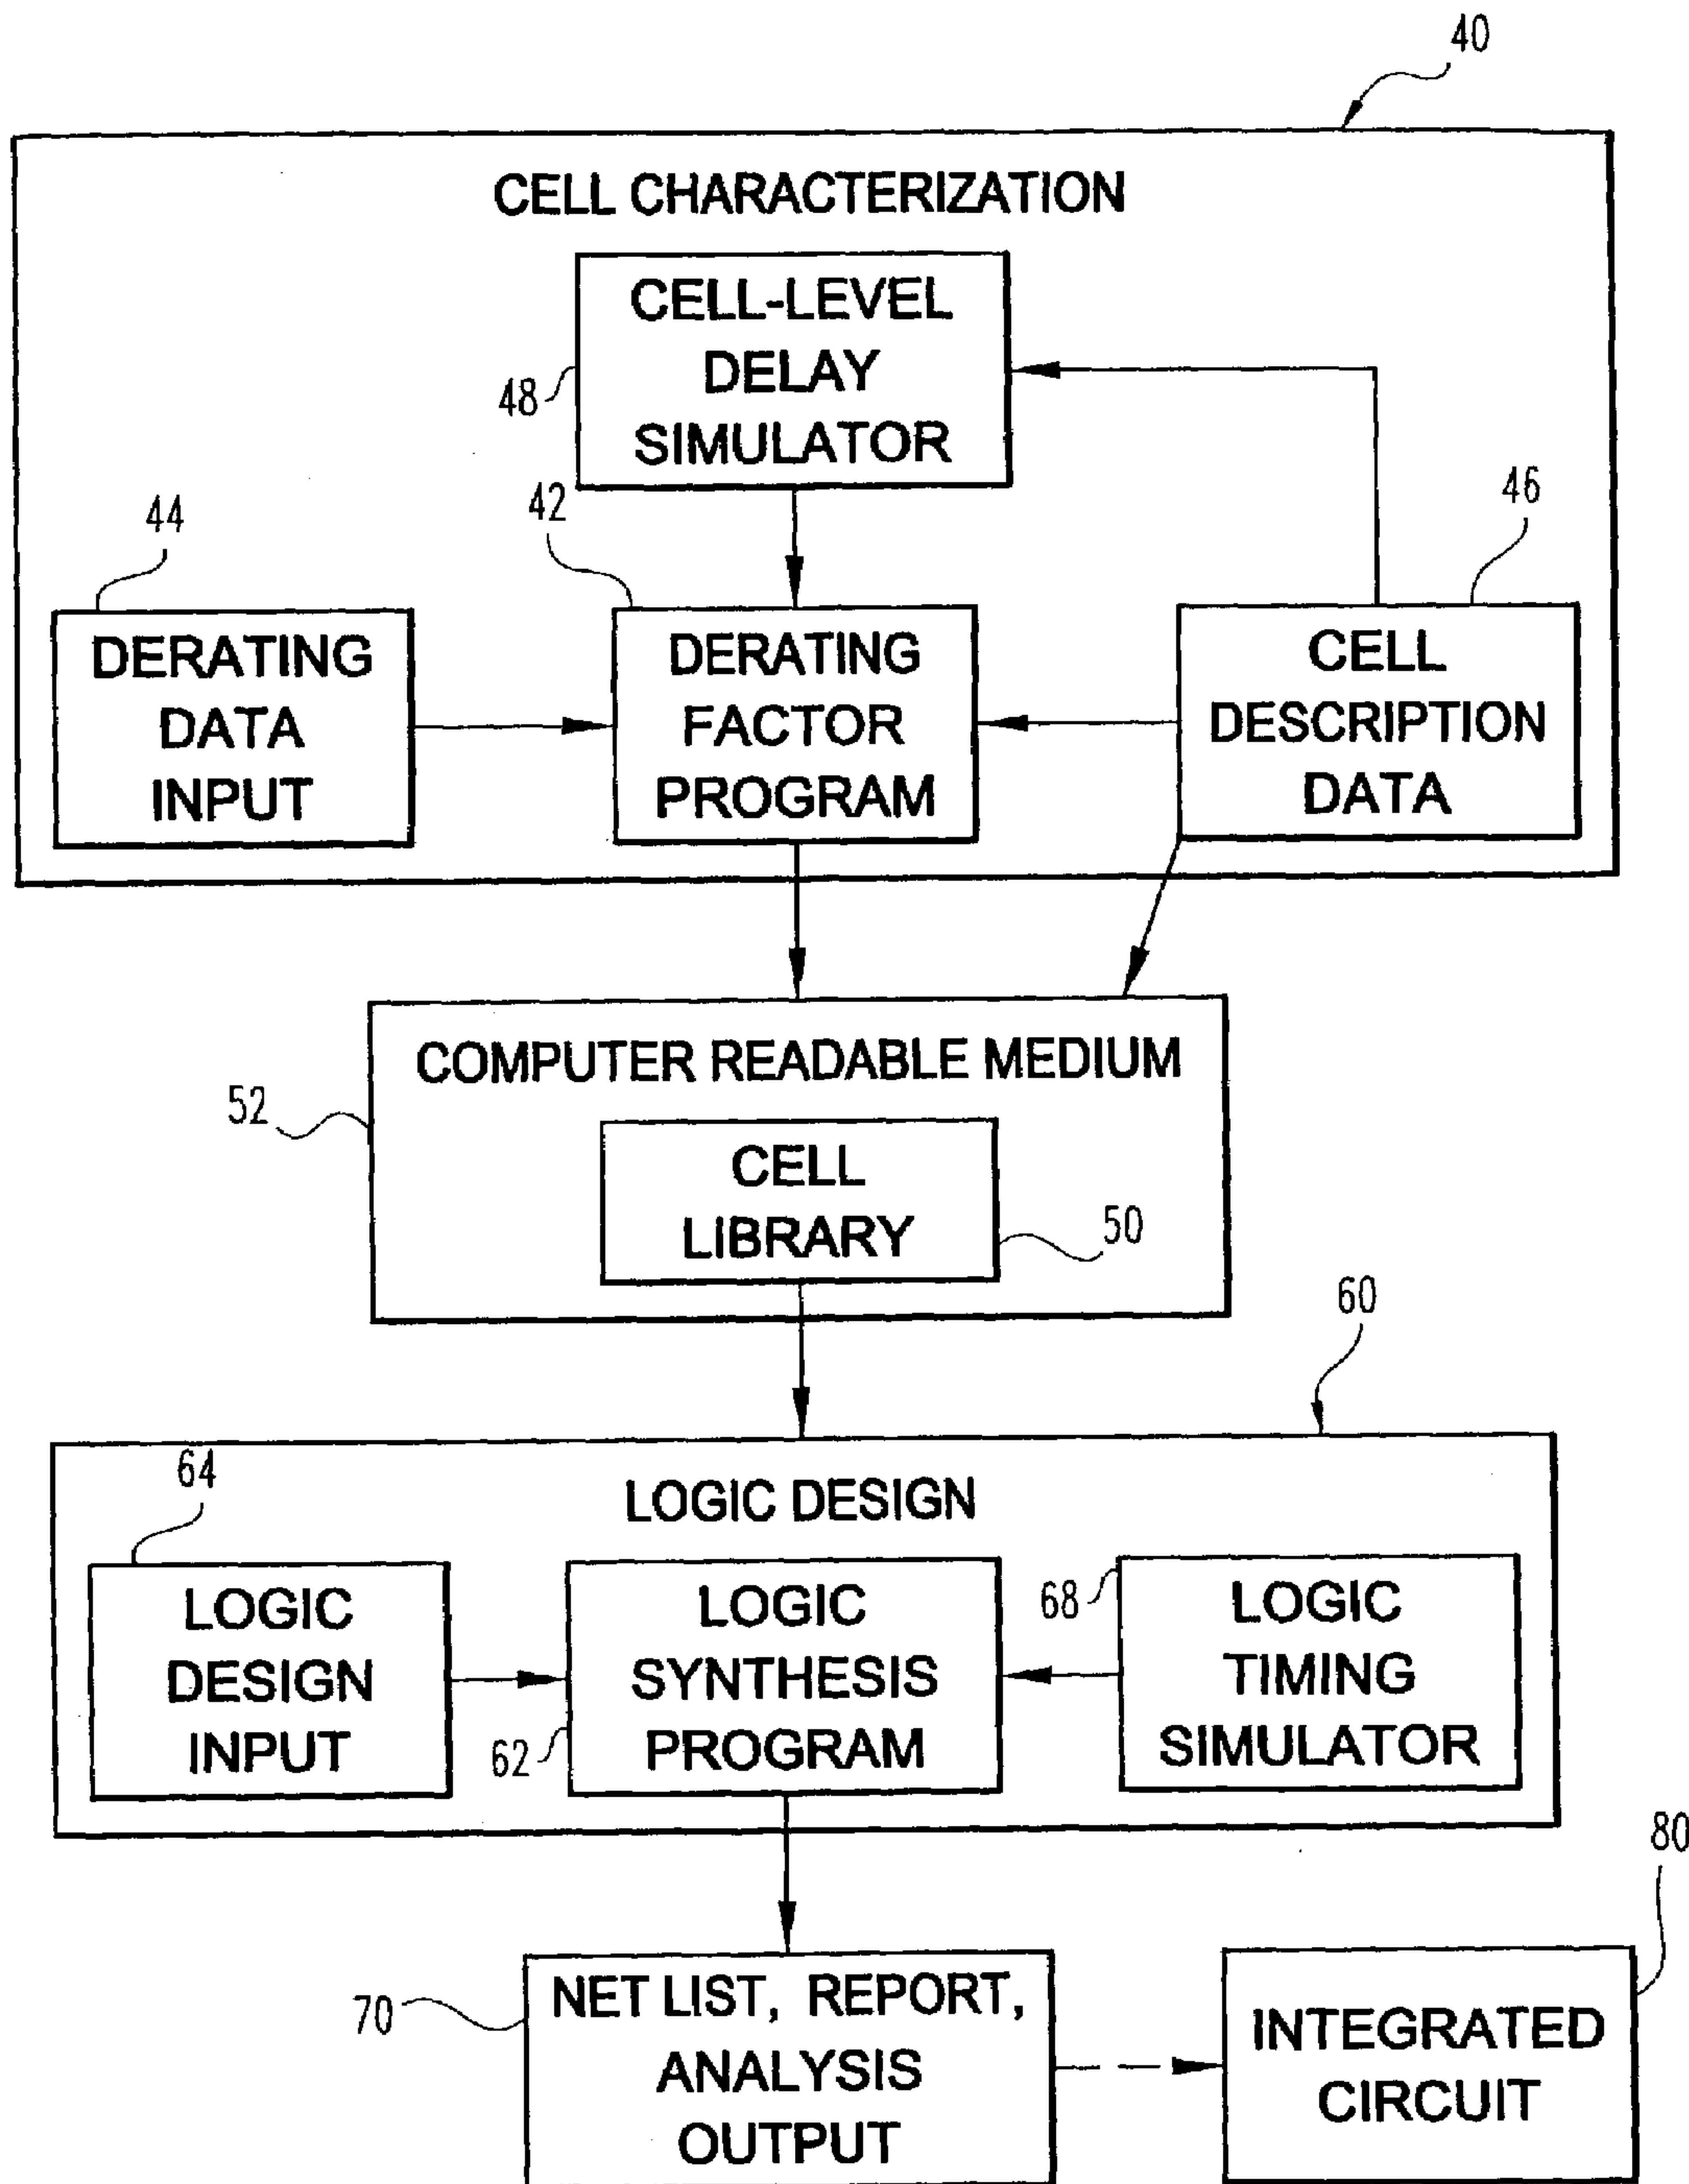 40
CELL CHARACTERIZATION
CELL-LEVEL
DELAY
SIMULATOR
48
44
42
46
DERATING
DATA
INPUT
DERATING
FACTOR
PROGRAM
CELL
DESCRIPTION
DATA
COMPUTER READABLE MEDIUM
52
CELL
LIBRARY
50
60
LOGIC DESIGN
64
LOGIC
DESIGN
INPUT
LOGIC
SYNTHESIS
PROGRAM
62
68
LOGIC
TIMING
SIMULATOR
80
70
NET LIST, REPORT,
ANALYSIS
OUTPUT
INTEGRATED
CIRCUIT